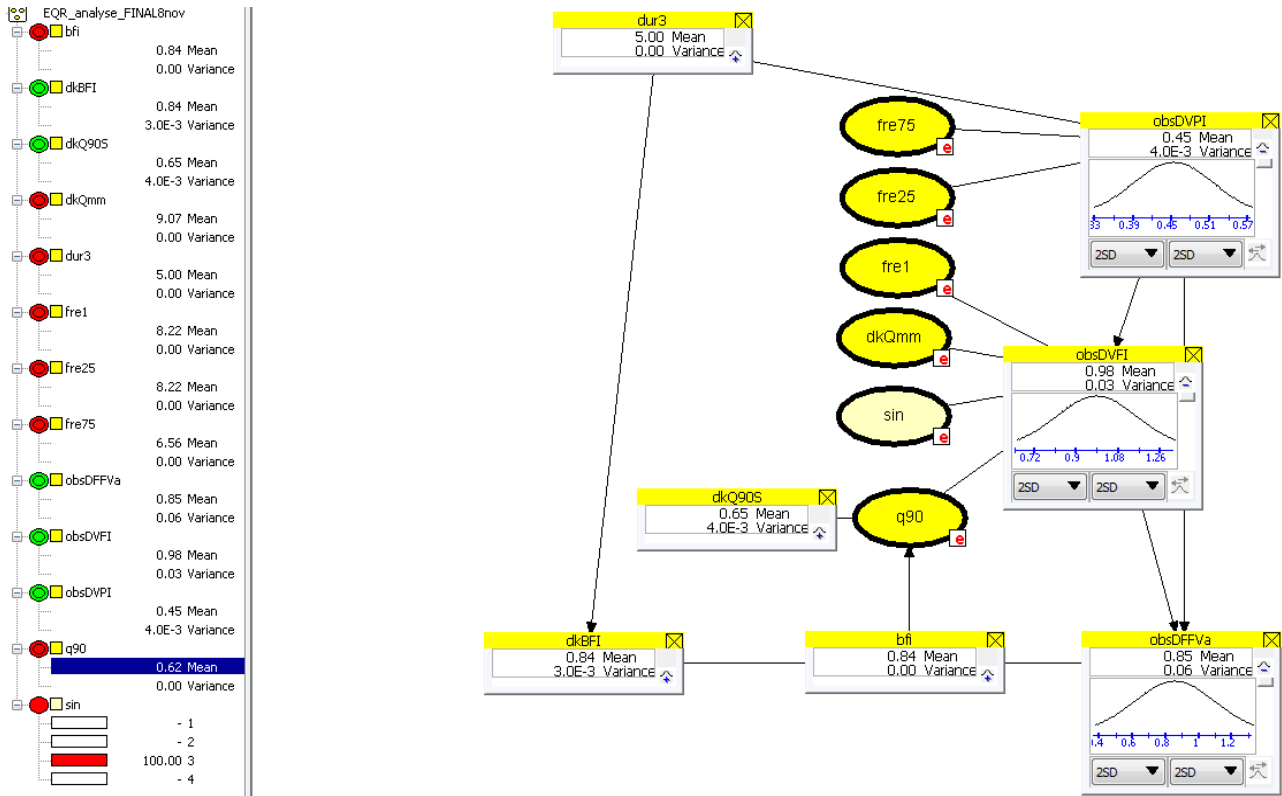 EQR_analyse_FINAL8nov
bfi
0.84 Mean
0.00 Variance
dkBFI
0.84 Mean
3.0E-3 Variance
dkQ90S
0.65 Mean
4.0E-3 Variance
dkQmm
9.07 Mean
0.00 Variance
dur3
5.00 Mean
0.00 Variance
fre1
8.22 Mean
0.00 Variance
fre25
8.22 Mean
0.00 Variance
fre75
6.56 Mean
0.00 Variance
obsDFFVa
0.85 Mean
0.06 Variance
obsDVFI
0.98 Mean
0.03 Variance
obsDVPI
0.45 Mean
4.0E-3 Variance
q90
0.62 Mean
0.00 Variance
sin
- 1
- 2
100.00 3
- 4
dur3
5.00 Mean
0.00 Variance
fre75
e
obsDVPI
0.45 Mean
4.0E-3 Variance
33 0.39 0.45 0.51 0.57
2SD 2SD
fre25
e
fre1
e
dkQmm
e
obsDVFI
0.98 Mean
0.03 Variance
0.72 0.9 1.08 1.26
2SD 2SD
sin
e
dkQ90S
0.65 Mean
4.0E-3 Variance
q90
e
dkBFI
0.84 Mean
3.0E-3 Variance
bfi
0.84 Mean
0.00 Variance
obsDFFVa
0.85 Mean
0.06 Variance
.4 0.6 0.8 1 1.2
2SD 2SD